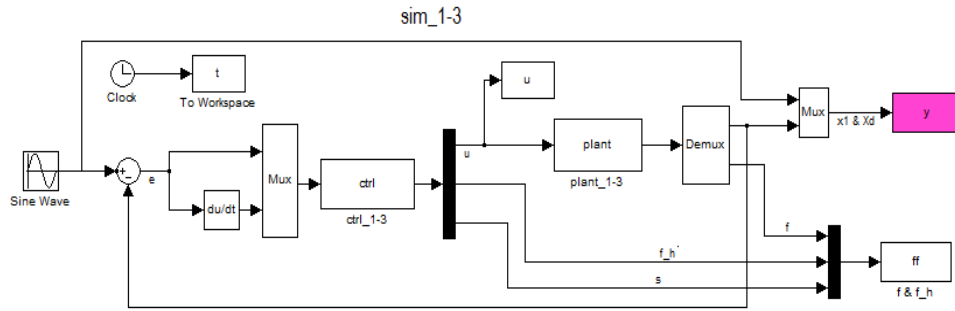 sim_1-3
t
Clock
To Workspace
u
Sine Wave
+
-
e
du/dt
Mux
ctrl
ctrl_1-3
u
plant
plant_1-3
Demux
Mux
x1 & Xd
y
f
f_h`
s
ff
f & f_h